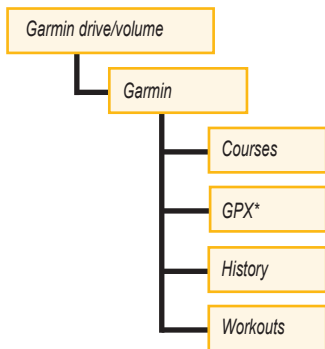 Garmin drive/volume
Garmin
Courses
GPX*
History
Workouts